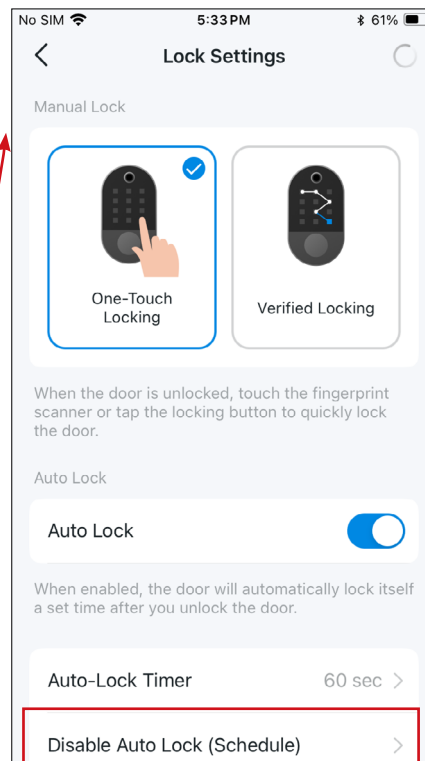 No SIM 5:33 PM 61%
Lock Settings
Manual Lock
One-Touch
Locking
Verified Locking
When the door is unlocked, touch the fingerprint
scanner or tap the locking button to quickly lock
the door.
Auto Lock
Auto Lock
When enabled, the door will automatically lock itself
a set time after you unlock the door.
Auto-Lock Timer 60 sec
Disable Auto Lock (Schedule)